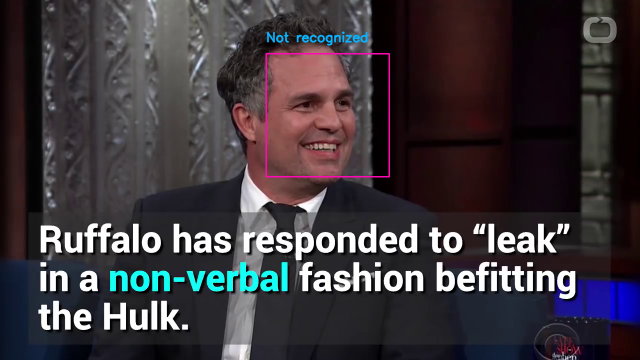 Not recognized
Ruffalo has responded to “leak”
in a non-verbal fashion befitting
the Hulk.